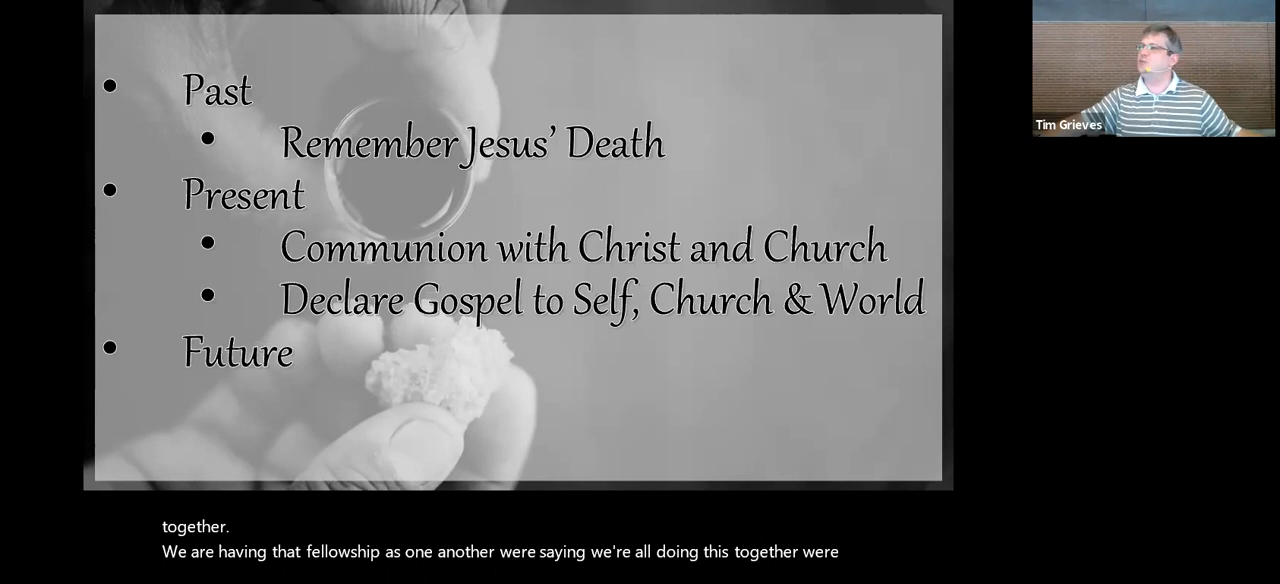 • Past
• Remember Jesus’ Death
• Present
• Communion with Christ and Church
• Declare Gospel to Self, Church & World
• Future
Tim Grieves
together.
We are having that fellowship as one another were saying we're all doing this together were